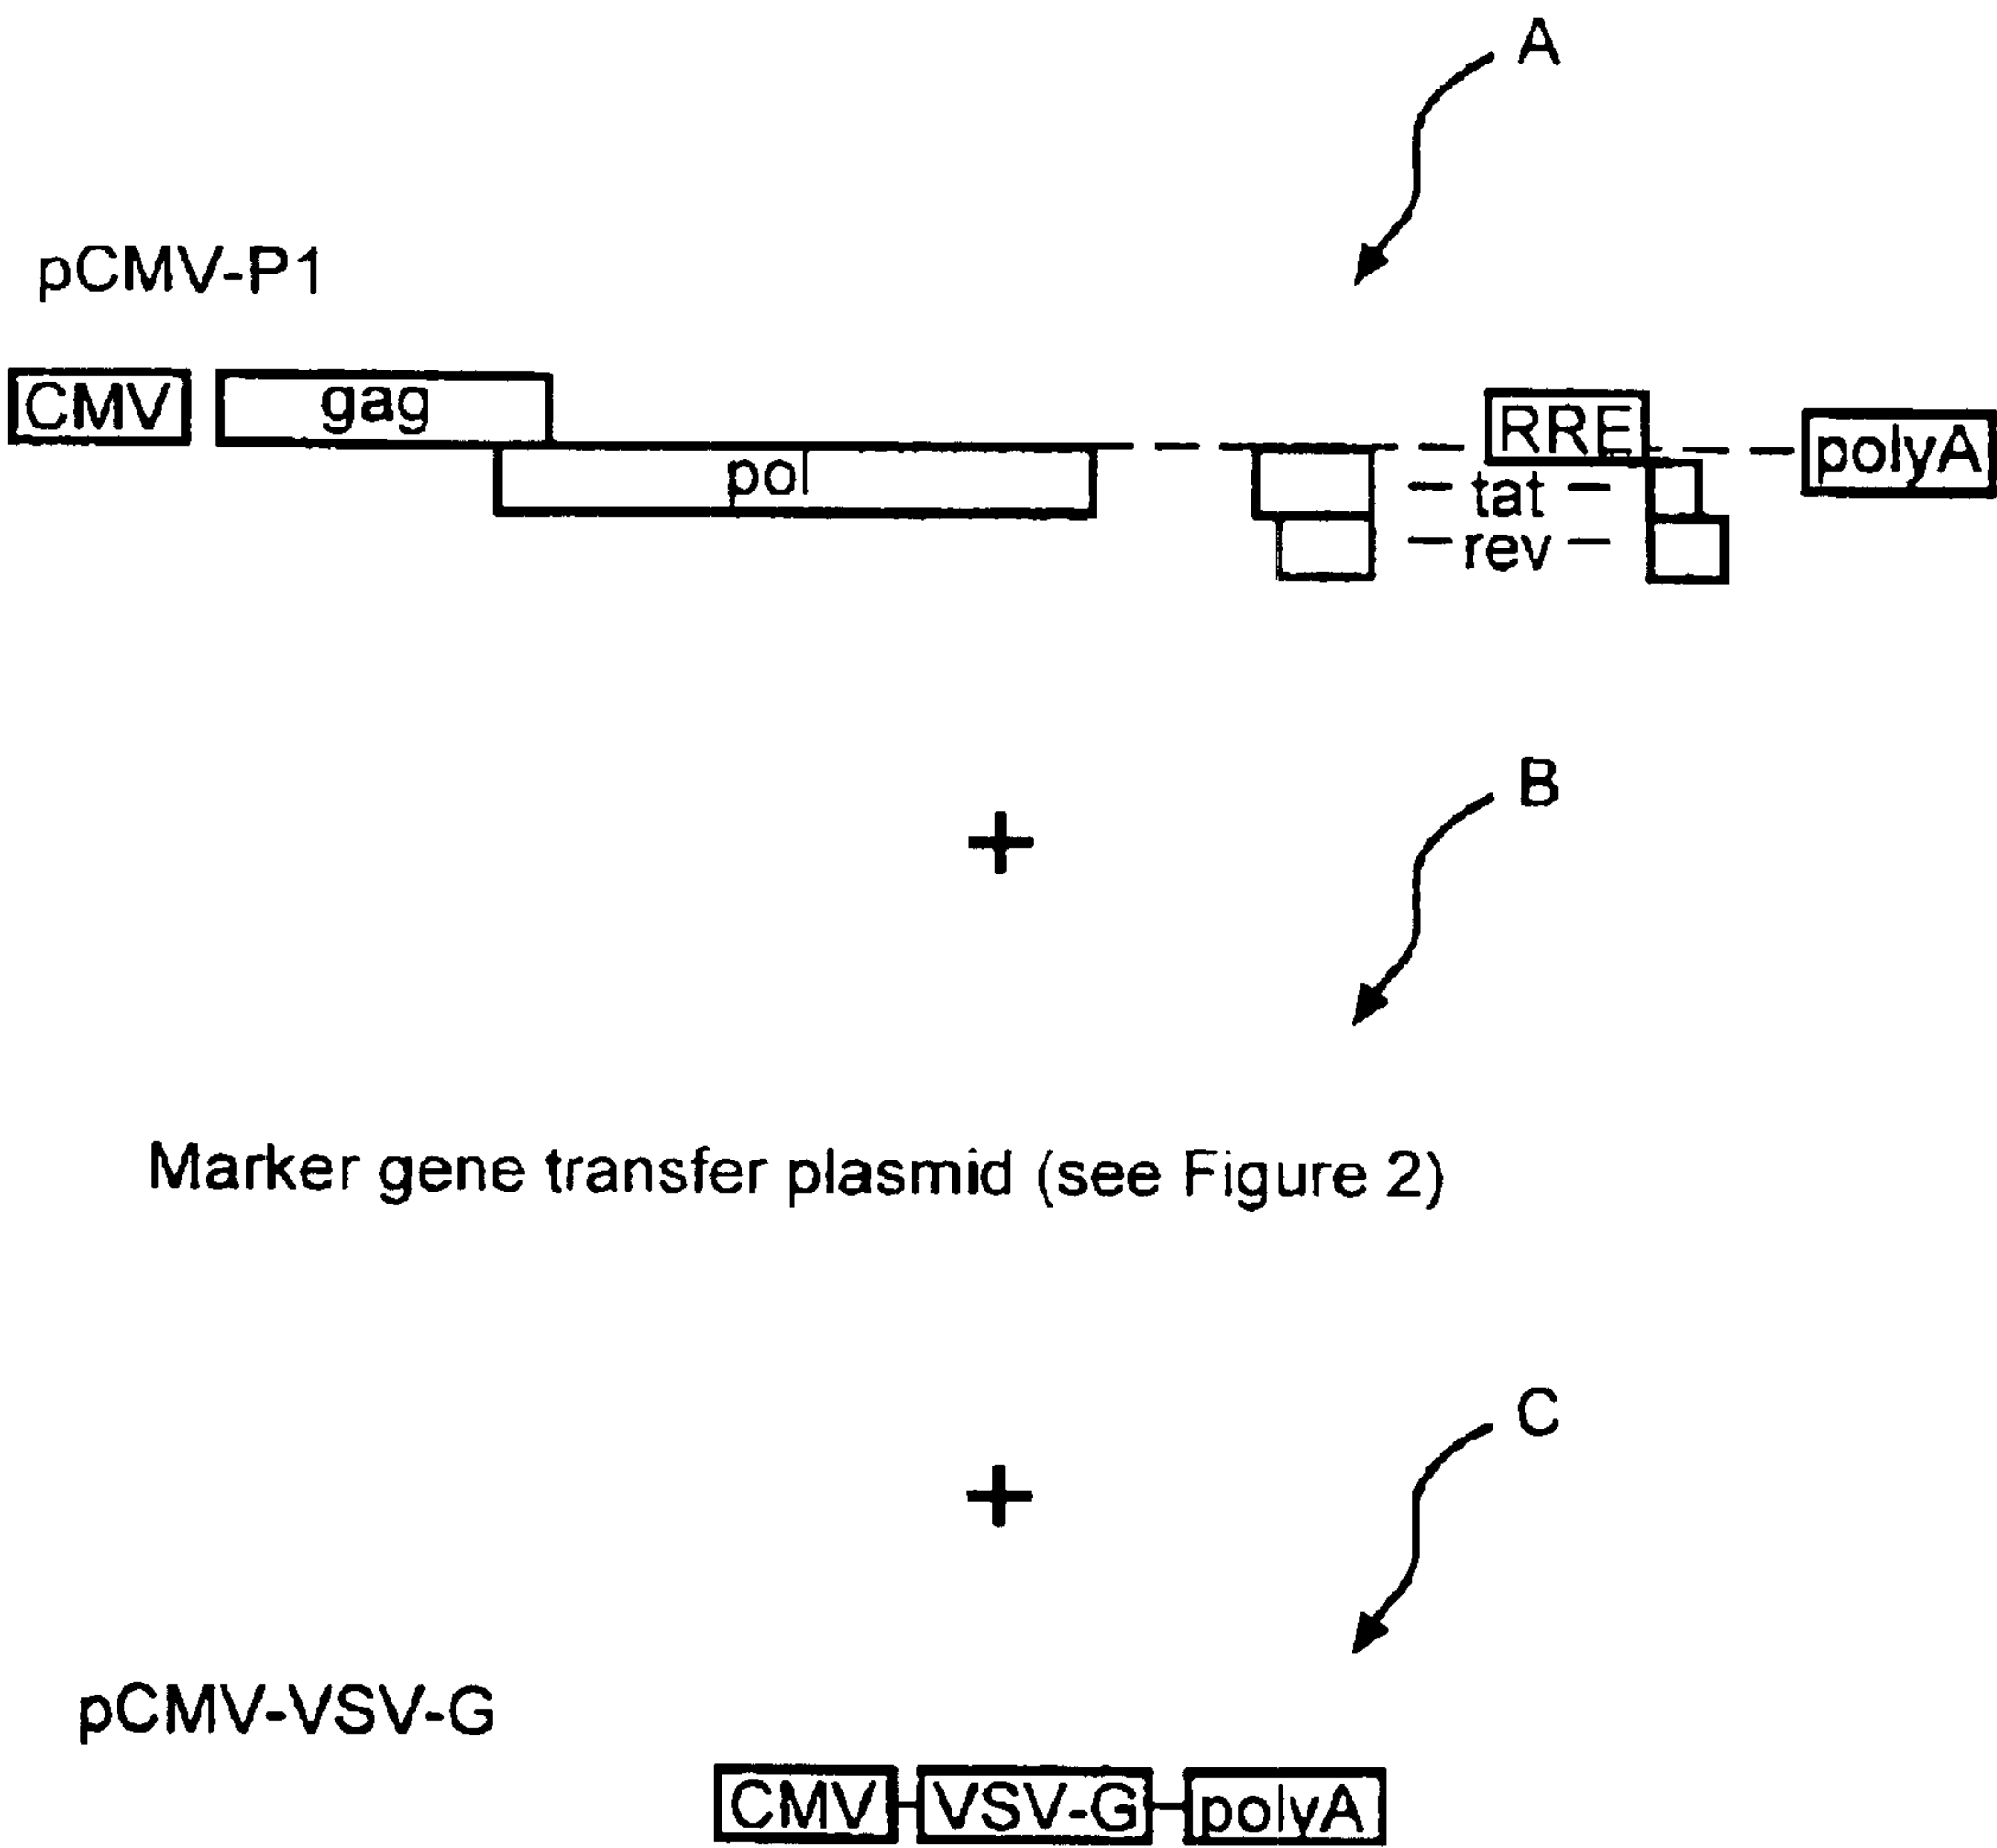 A
pCMV-P1
CMV gag RRE polyA
pol tat
rev
B
Marker gene transfer plasmid (see Figure 2)
C
pCMV-VSV-G
CMV VSV-G polyA